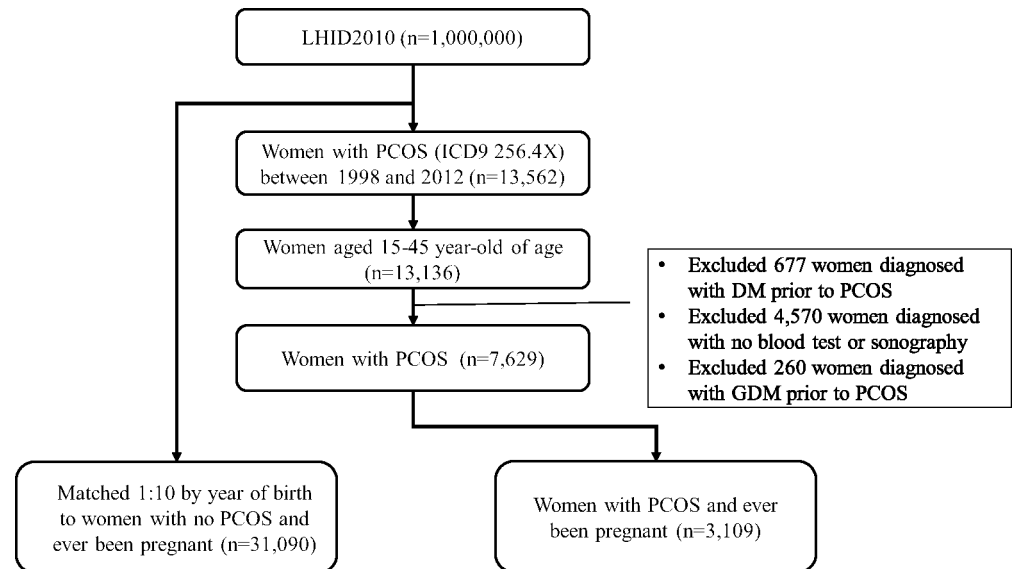 LHID2010 (n=1,000,000)
Women with PCOS (ICD9 256.4X)
between 1998 and 2012 (n=13,562)
Women aged 15-45 year-old of age
(n=13,136)
• Excluded 677 women diagnosed
with DM prior to PCOS
• Excluded 4,570 women diagnosed
with no blood test or sonography
• Excluded 260 women diagnosed
with GDM prior to PCOS
Women with PCOS (n=7,629)
Matched 1:10 by year of birth
to women with no PCOS and
ever been pregnant (n=31,090)
Women with PCOS and ever
been pregnant (n=3,109)